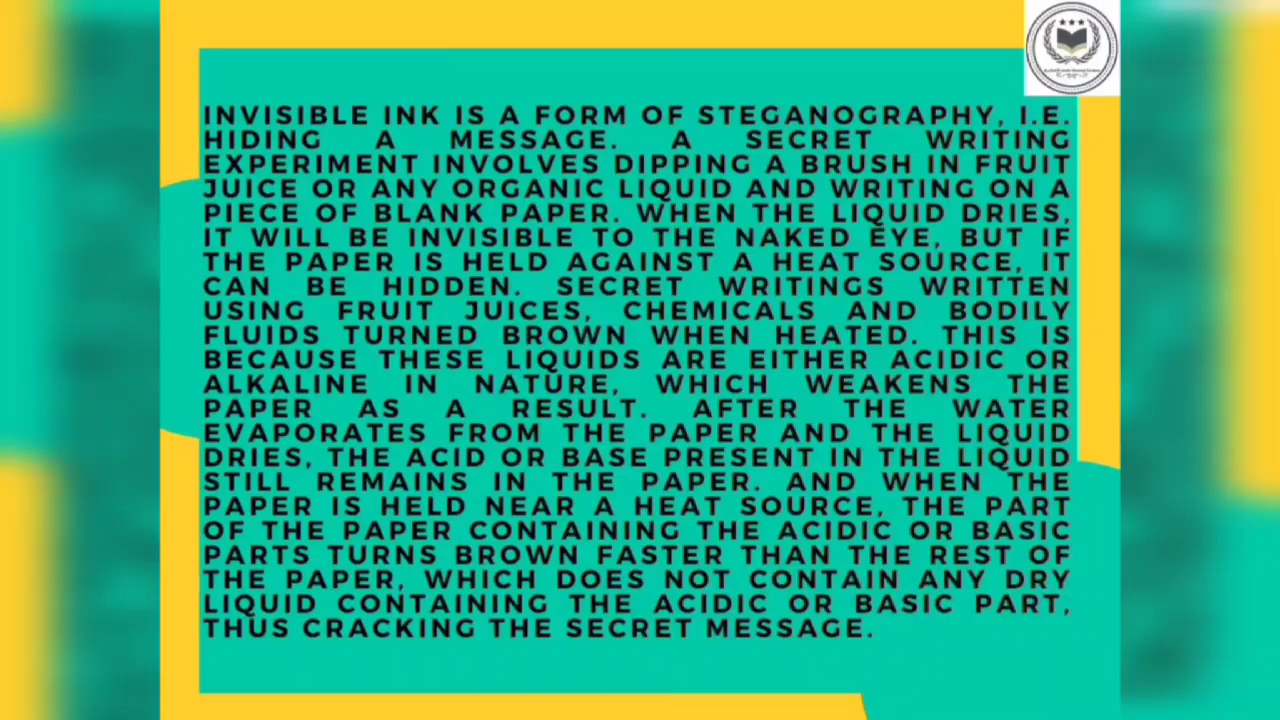 INVISIBLE INK IS A FORM OF STEGANOGRAPHY, I.E.
HIDING A MESSAGE. A SECRET WRITING
EXPERIMENT INVOLVES DIPPING A BRUSH IN FRUIT
JUICE OR ANY ORGANIC LIQUID AND WRITING ON A
PIECE OF BLANK PAPER. WHEN THE LIQUID DRIES,
IT WILL BE INVISIBLE TO THE NAKED EYE, BUT IF
THE PAPER IS HELD AGAINST A HEAT SOURCE, IT
CAN BE HIDDEN. SECRET WRITINGS WRITTEN
USING FRUIT JUICES, CHEMICALS AND BODILY
FLUIDS TURNED BROWN WHEN HEATED. THIS IS
BECAUSE THESE LIQUIDS ARE EITHER ACIDIC OR
ALKALINE IN NATURE, WHICH WEAKENS THE
PAPER AS A RESULT. AFTER THE WATER
EVAPORATES FROM THE PAPER AND THE LIQUID
DRIES, THE ACID OR BASE PRESENT IN THE LIQUID
STILL REMAINS IN THE PAPER. AND WHEN THE
PAPER IS HELD NEAR A HEAT SOURCE, THE PART
OF THE PAPER CONTAINING THE ACIDIC OR BASIC
PARTS TURNS BROWN FASTER THAN THE REST OF
THE PAPER, WHICH DOES NOT CONTAIN ANY DRY
LIQUID CONTAINING THE ACIDIC OR BASIC PART,
THUS CRACKING THE SECRET MESSAGE.